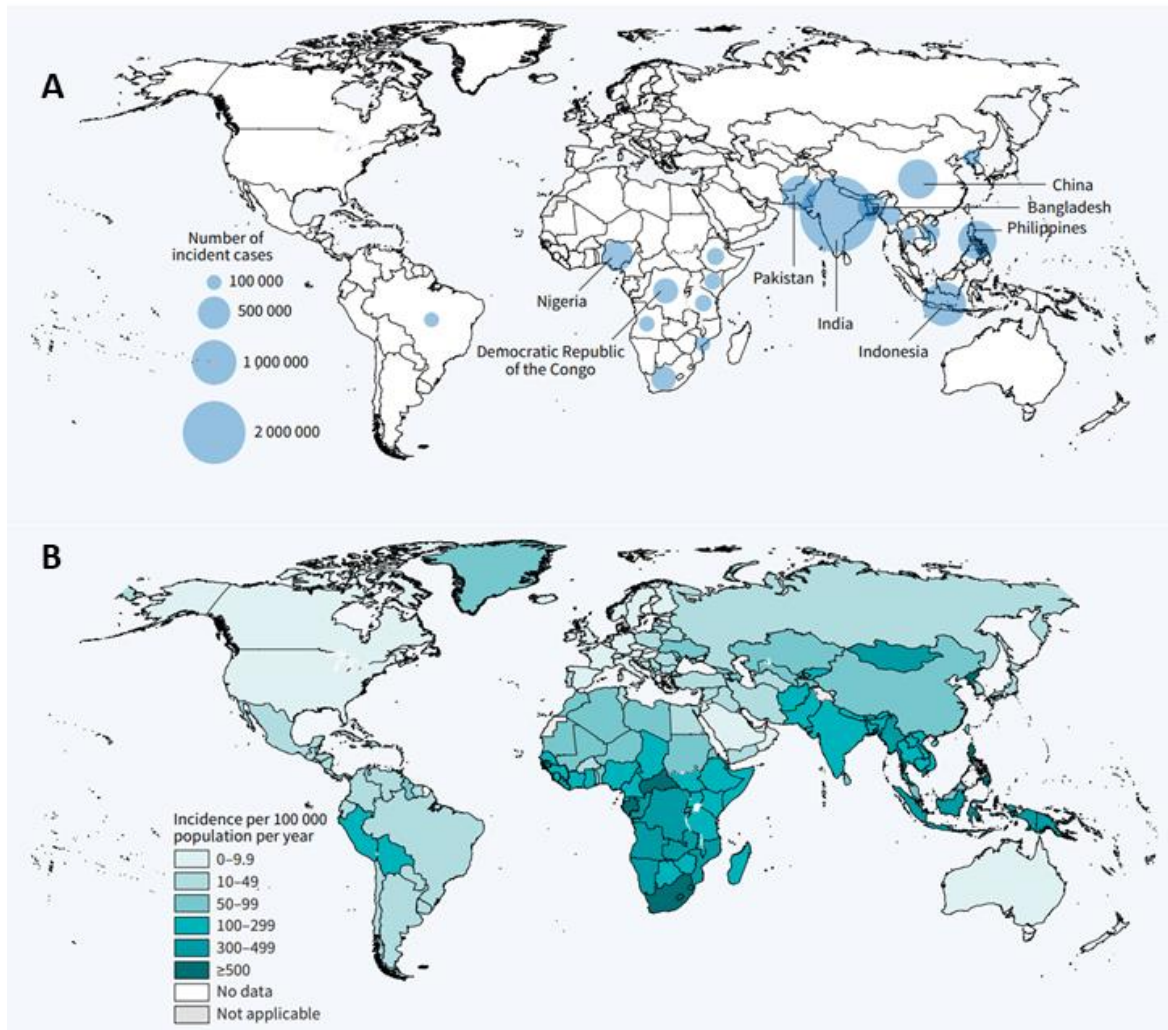 A
China
Bangladesh
Philippines
Number of
incident cases
100 000
500 000
1 000 000
2 000 000
Nigeria
Pakistan
India
Democratic Republic
of the Congo
Indonesia
B
Incidence per 100 000
population per year
0–9.9
10–49
50–99
100–299
300–499
≥500
No data
Not applicable